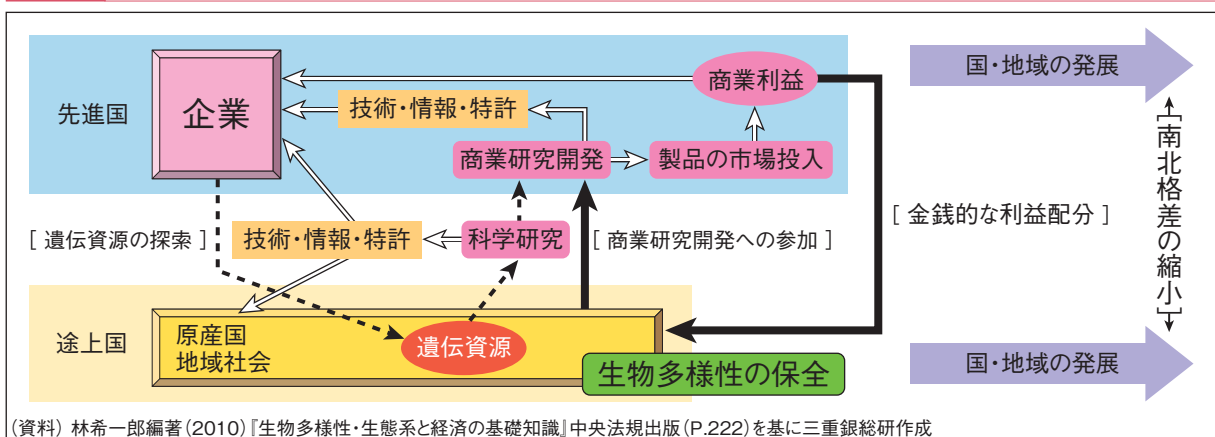 先進国
企業
技術・情報・特許
商業利益
商業研究開発
製品の市場投入
国・地域の発展
[ 遺伝資源の探索 ]
技術・情報・特許
科学研究
[ 商業研究開発への参加 ]
[ 金銭的な利益配分 ]
[南北格差の縮小]
途上国
原産国
地域社会
遺伝資源
生物多様性の保全
国・地域の発展
(資料) 林希一郎編著(2010)『生物多様性・生態系と経済の基礎知識』中央法規出版(P.222)を基に三重銀総研作成